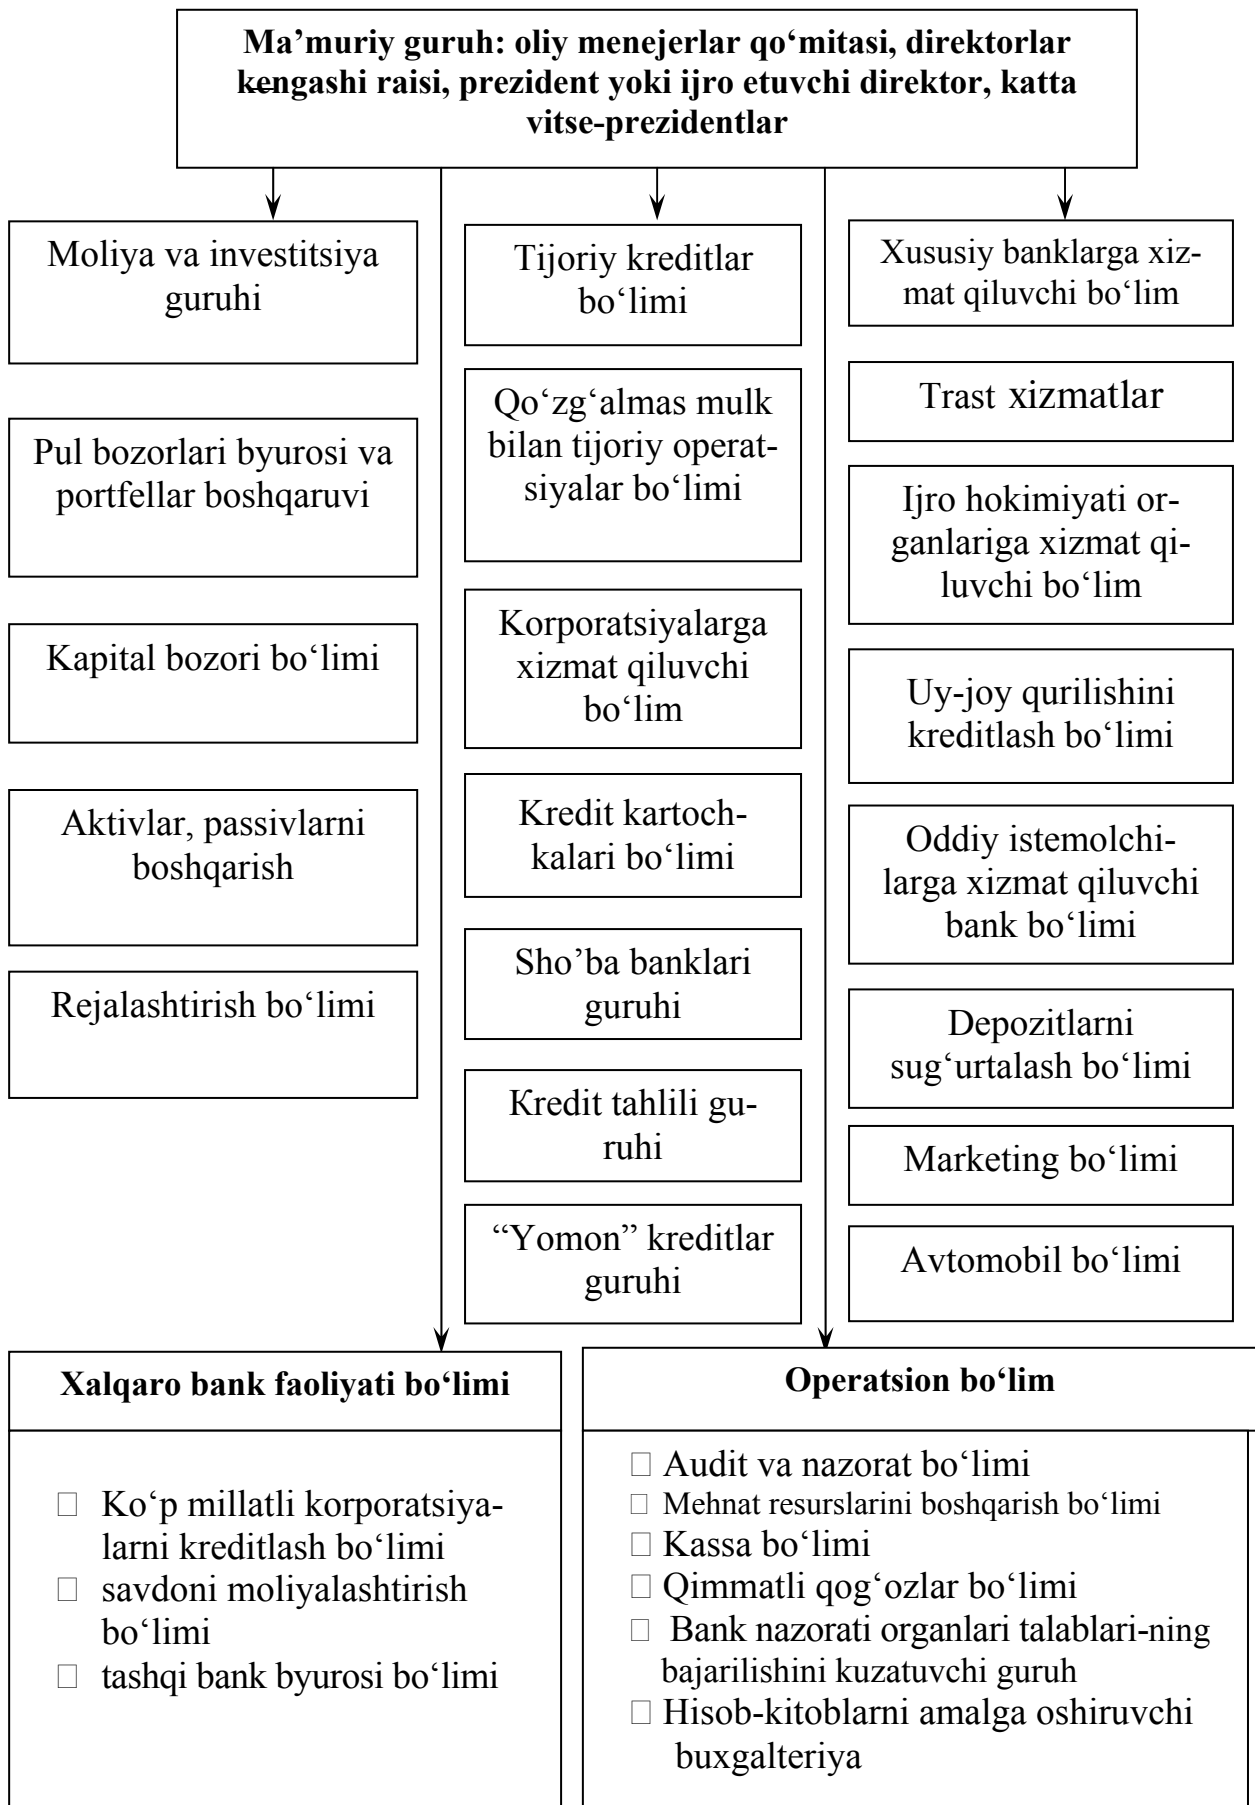 Ma’muriy guruh: oliy menejerlar qo‘mitasi, direktorlar
kengashi raisi, prezident yoki ijro etuvchi direktor, katta
vitse-prezidentlar
Moliya va investitsiya
guruhi
Pul bozorlari byurosi va
portfellar boshqaruvi
Kapital bozori bo‘limi
Aktivlar, passivlarni
boshqarish
Rejalashtirish bo‘limi
Tijoriy kreditlar
bo‘limi
Qo‘zg‘almas mulk
bilan tijoriy operat-
siyalar bo‘limi
Korporatsiyalarga
xizmat qiluvchi
bo‘lim
Kredit kartoch-
kalari bo‘limi
Sho’ba banklari
guruhi
Kredit tahlili gu-
ruhi
“Yomon” kreditlar
guruhi
Xususiy banklarga xiz-
mat qiluvchi bo‘lim
Trast xizmatlar
Ijro hokimiyati or-
ganlariga xizmat qi-
luvchi bo‘lim
Uy-joy qurilishini
kreditlash bo‘limi
Oddiy istemolchi-
larga xizmat qiluvchi
bank bo‘limi
Depozitlarni
sug‘urtalash bo‘limi
Marketing bo‘limi
Avtomobil bo‘limi
Xalqaro bank faoliyati bo‘limi
□ Ko‘p millatli korporatsiya-
larni kreditlash bo‘limi
□ savdoni moliyalashtirish
bo‘limi
□ tashqi bank byurosi bo‘limi
Operatsion bo‘lim
□ Audit va nazorat bo‘limi
□ Mehnat resurslarini boshqarish bo‘limi
□ Kassa bo‘limi
□ Qimmatli qog‘ozlar bo‘limi
□ Bank nazorati organlari talablari-ning
bajarilishini kuzatuvchi guruh
□ Hisob-kitoblarni amalga oshiruvchi
buxgalteriya